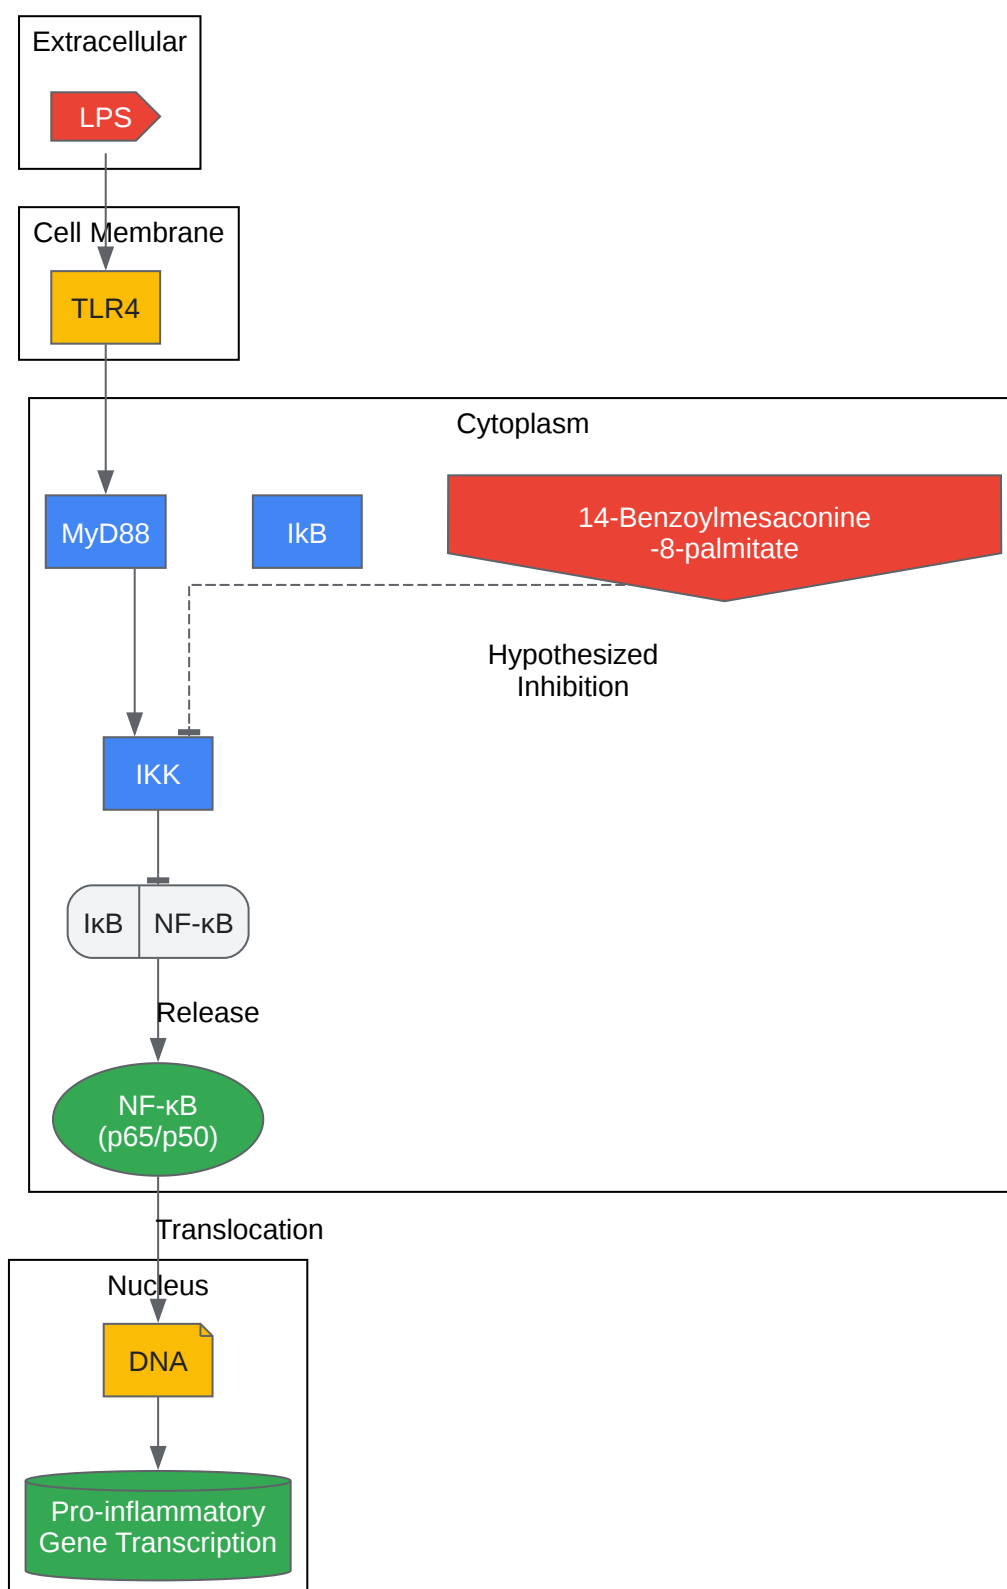 Extracellular
LPS
Cell Membrane
TLR4
Cytoplasm
MyD88
IkB
14-Benzoylmesaconine
-8-palmitate
Hypothesized
Inhibition
IKK
IκB
NF-κB
Release
NF-κB
(p65/p50)
Translocation
Nucleus
DNA
Pro-inflammatory
Gene Transcription